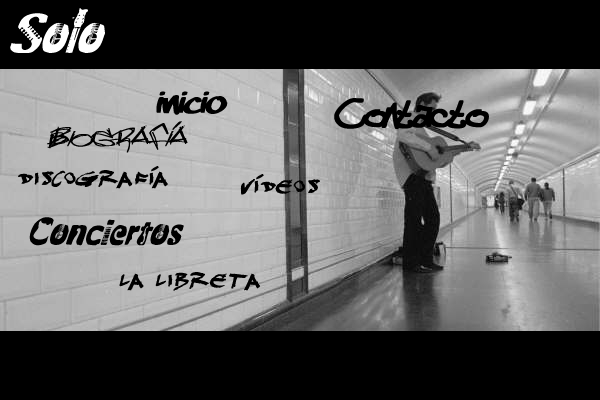 Solo
inicio
Contacto
BIOGRAFÍA
DISCOGRAFÍA
VÍDEOS
Conciertos
LA LIBRETA